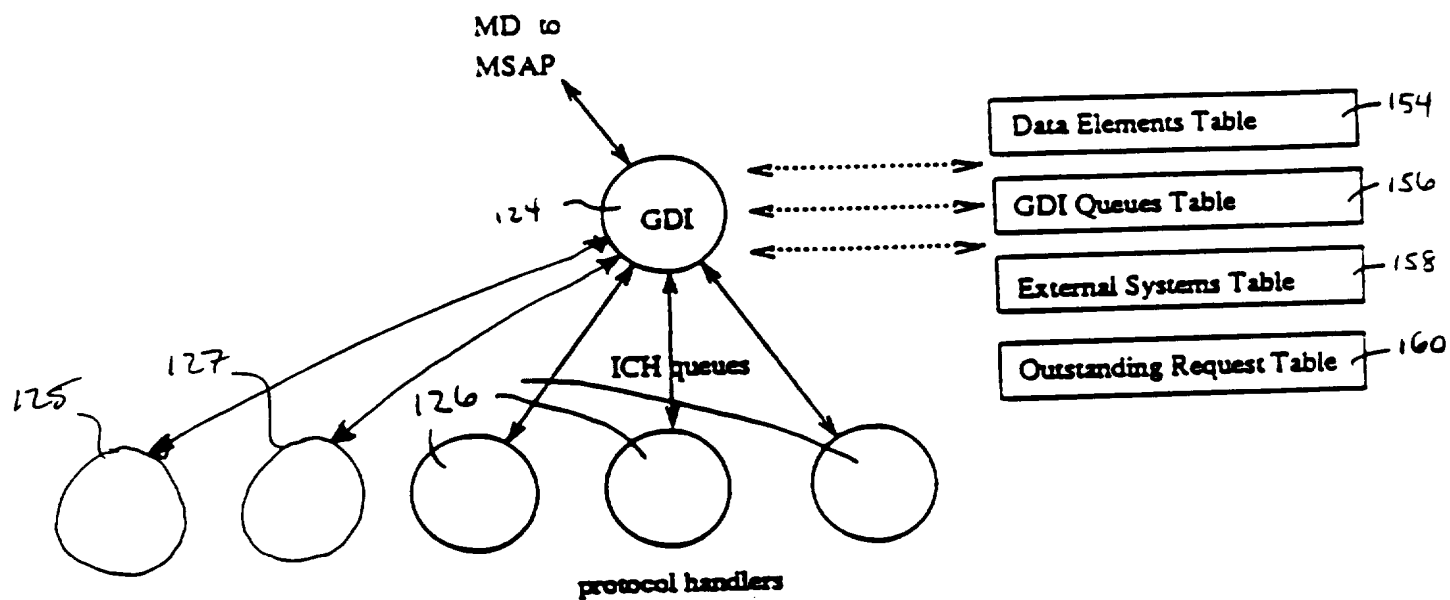 MD to
MSAP
Data Elements Table
154
124
GDI
GDI Queues Table
156
External Systems Table
158
ICH queues
Outstanding Request Table
160
125
127
126
protocol handlers